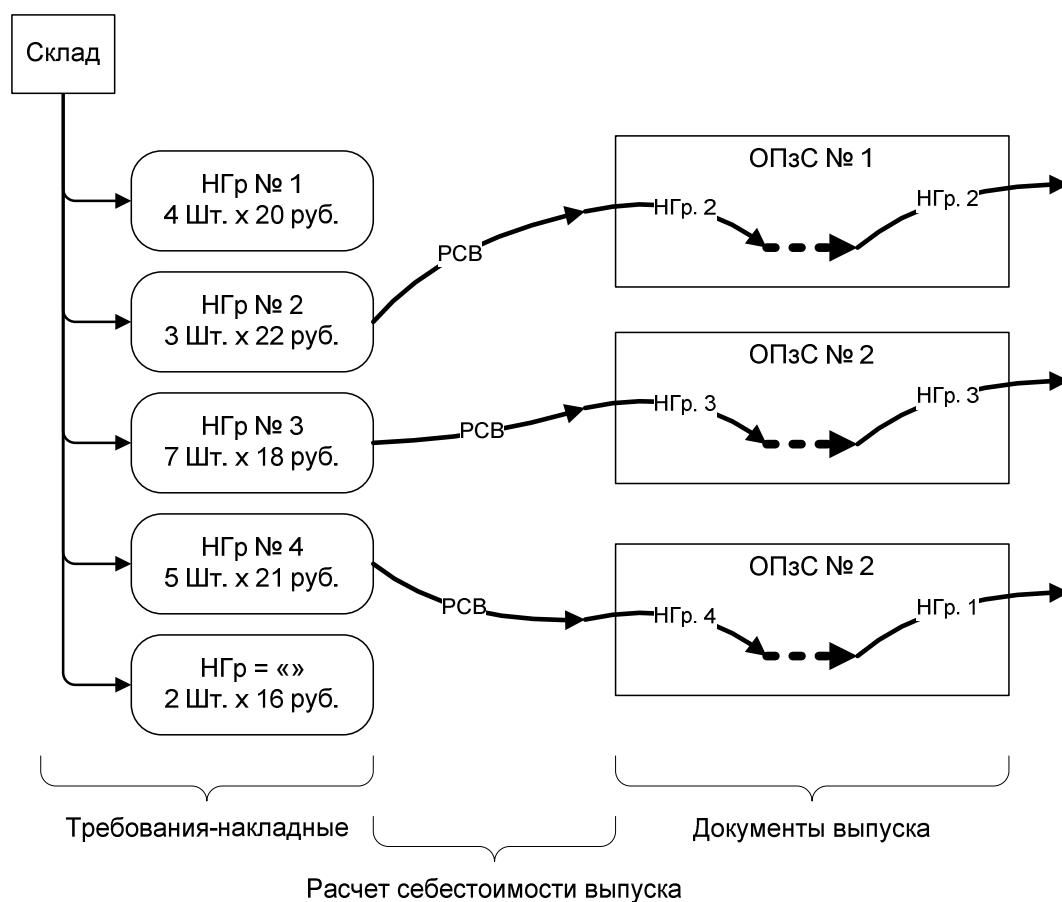 Склад
НГр № 1
4 Шт. х 20 руб.
НГр № 2
3 Шт. х 22 руб.
НГр № 3
7 Шт. х 18 руб.
НГр № 4
5 Шт. х 21 руб.
НГр = «»
2 Шт. х 16 руб.
РСВ
РСВ
РСВ
ОПзС № 1
НГр. 2
НГр. 2
ОПзС № 2
НГр. 3
НГр. 3
ОПзС № 2
НГр. 4
НГр. 1
Требования-накладные
Документы выпуска
Расчет себестоимости выпуска